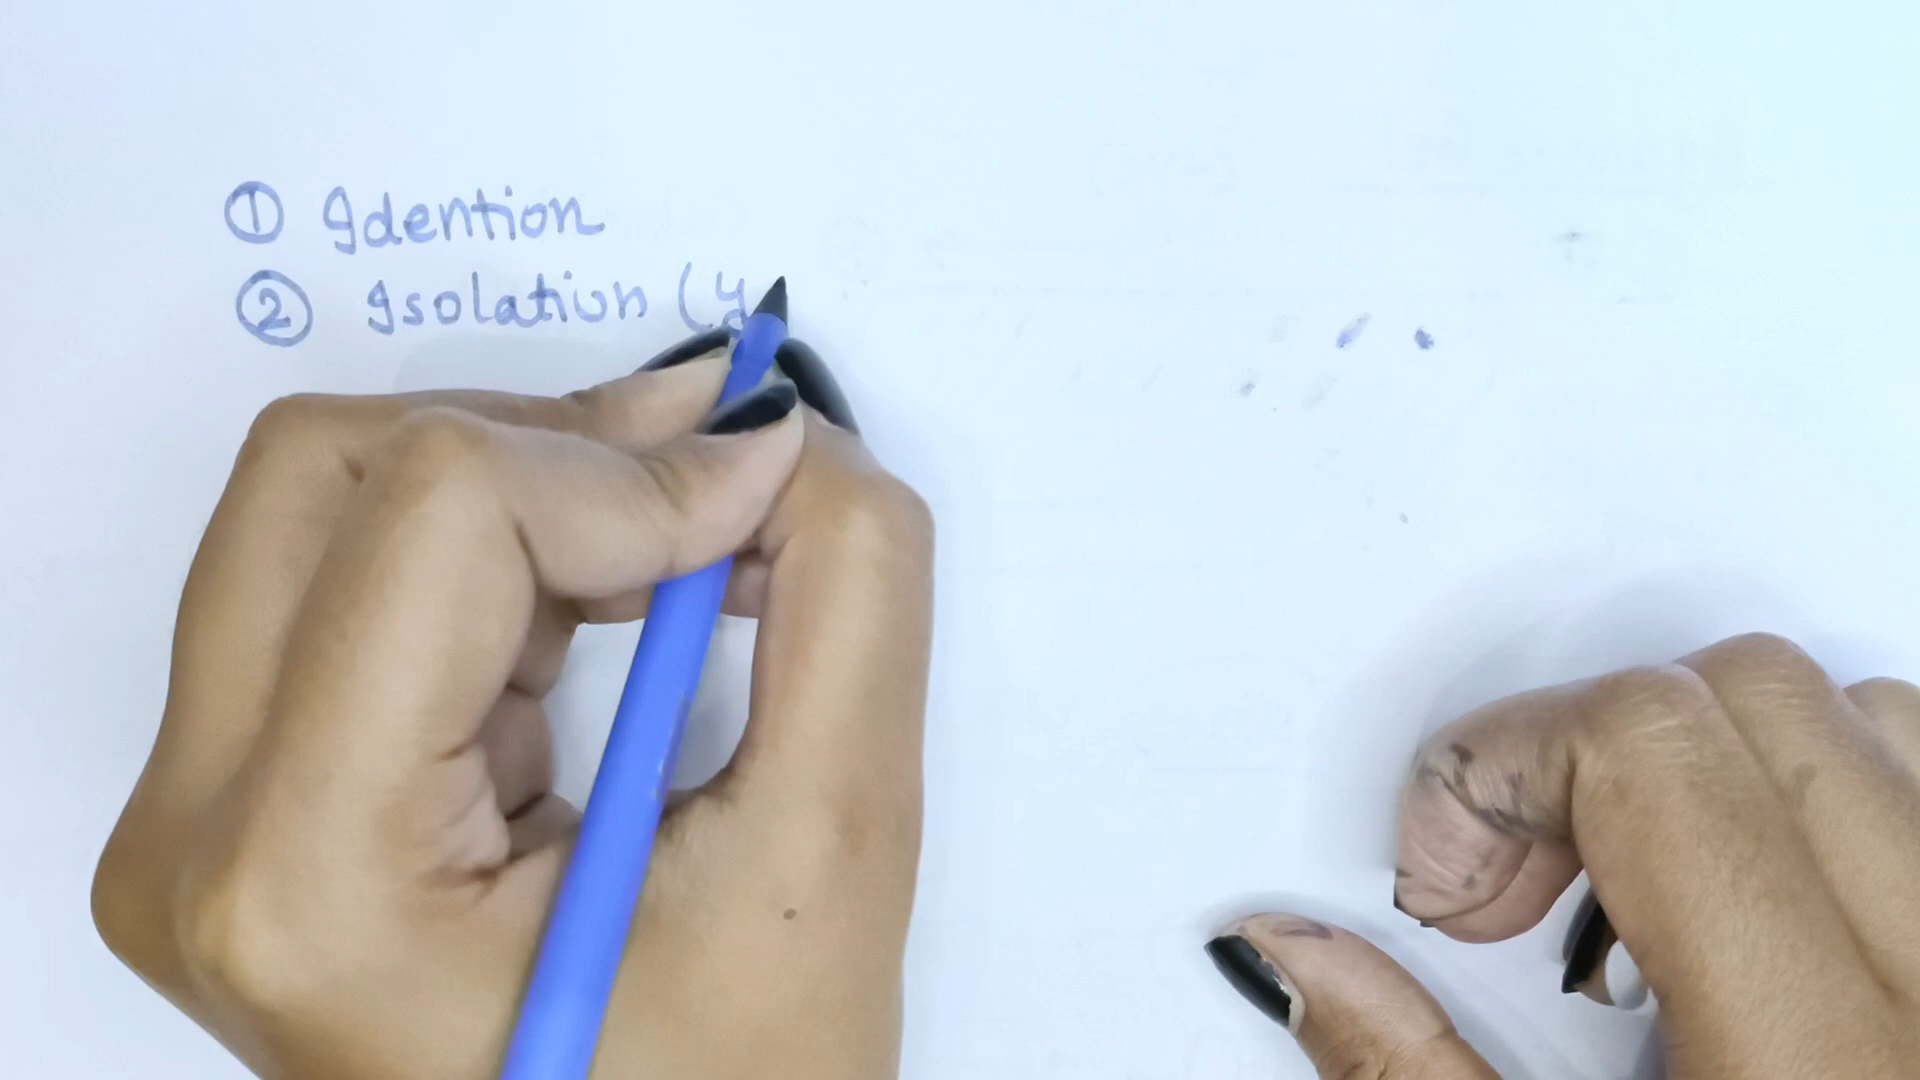 ① Idention
② Isolation (y